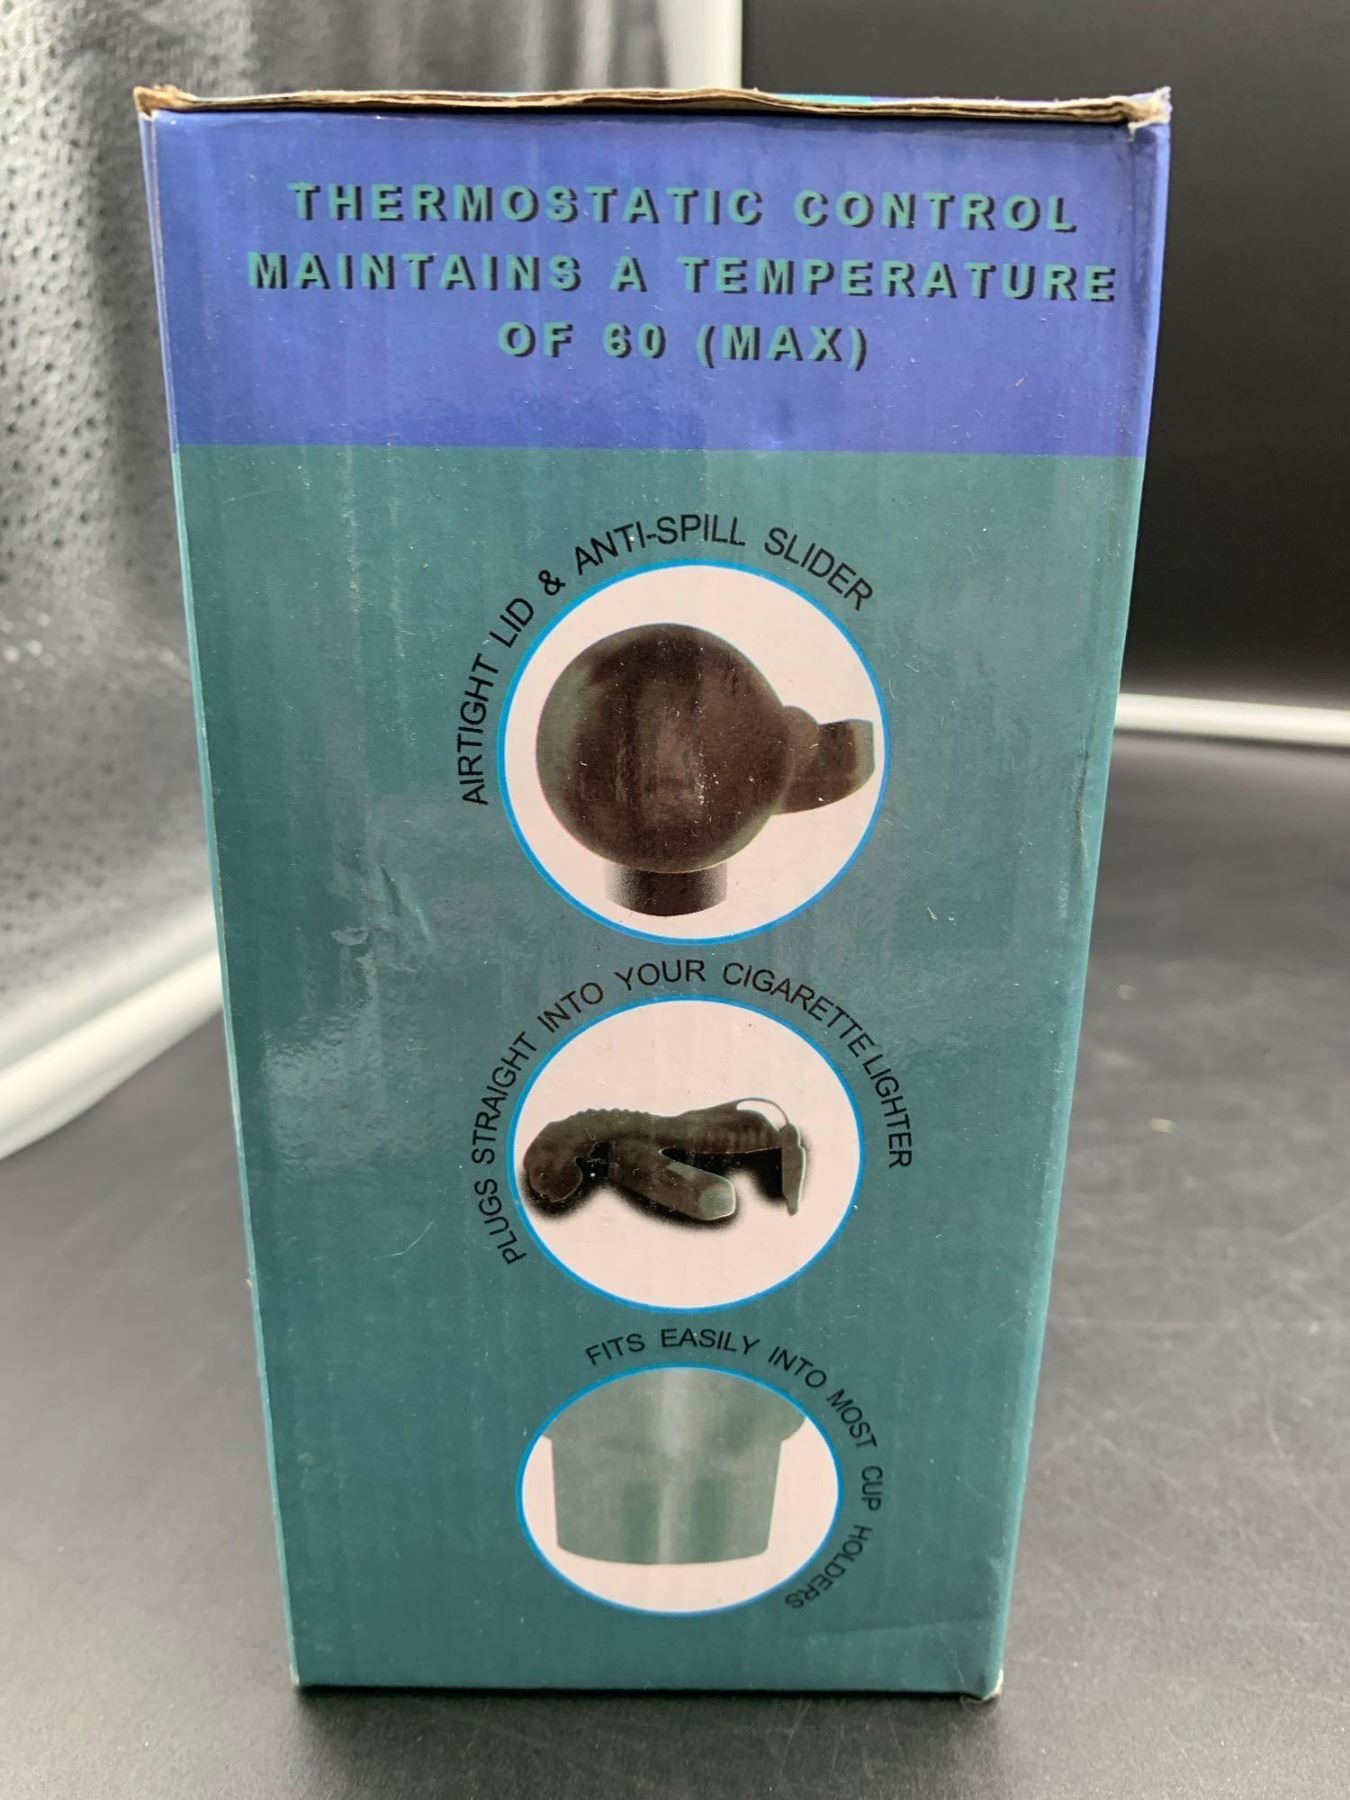 THERMOSTATIC CONTROL
MAINTAINS A TEMPERATURE
OF 60 (MAX)
AIRTIGHT LID & ANTI-SPILL SLIDER
PLUGS STRAIGHT INTO YOUR CIGARETTE LIGHTER
FITS EASILY INTO MOST CUP HOLDERS